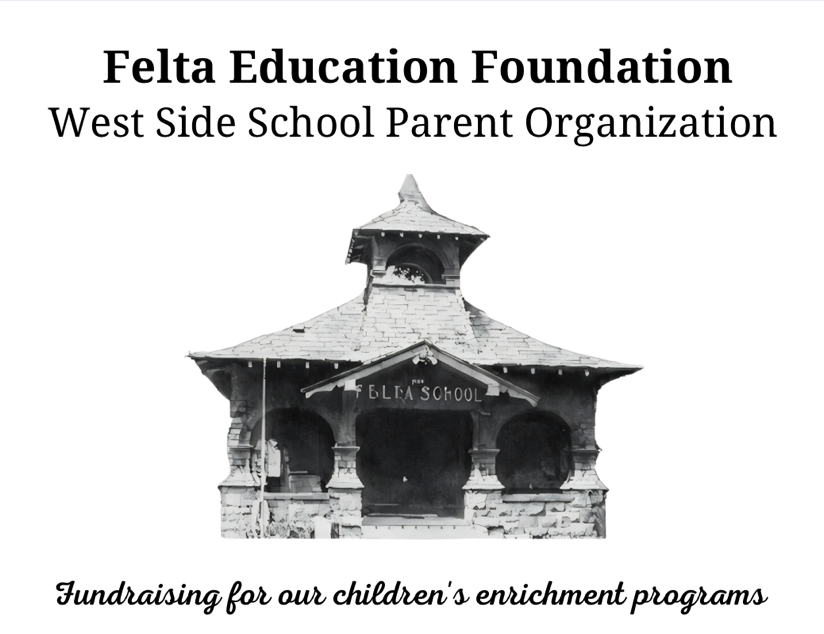 Felta Education Foundation
West Side School Parent Organization
FELTA SCHOOL
Fundraising for our children's enrichment programs